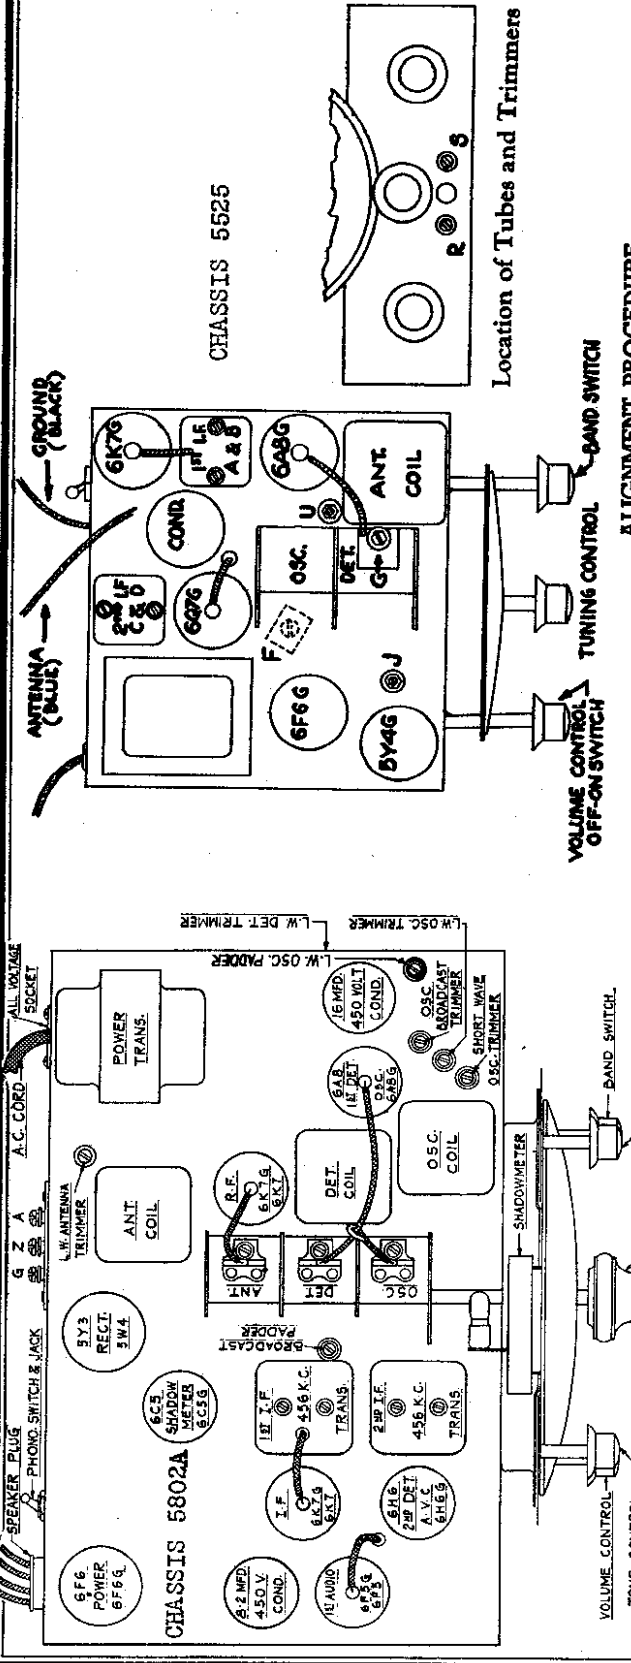 SPEAKER PLUG
PHONO. SWITCH & JACK
G Z A
A.C. CORD
ALL VOLTAGE
SOCKET
6F6
POWER
6F6G
5Y3
RECT.
5W4
L.W. ANTENNA
TRIMMER
ANT.
COIL
POWER
TRANS.
CHASSIS 5802A
6C5
SHADOW
METER
6C5G
R.F.
6K7G
6K7
BROADCAST
PADDER
ANT.
DET.
OSC.
DET.
COIL
6A8
1ST DET.
OSC.
6A8G
16 MFD.
450 VOLT
COND.
L.W. OSC. PADDER
L.W. DET. TRIMMER
L.W. OSC. TRIMMER
8-2 MFD.
450 V.
COND.
I.F.
6K7G
6K7
1ST I.F.
456 K.C.
TRANS.
OSC.
BROADCAST
TRIMMER
SHORT WAVE
OSC. TRIMMER
OSC.
COIL
1ST AUDIO
6F5G
6F5
6H6
2ND DET
A.V.C
6H6G
2ND I.F.
456 K.C.
TRANS.
SHADOWMETER
VOLUME CONTROL
BAND SWITCH
ANTENNA
(BLUE)
GROUND
(BLACK)
2ND I.F.
C & D
COND.
6K7G
1ST I.F.
A & B
6Q7G
6A8G
F
U
OSC.
DET.
G
6F6G
J
5Y4G
ANT.
COIL
VOLUME CONTROL
OFF-ON SWITCH
TUNING CONTROL
BAND SWITCH
CHASSIS 5525
R
S
Location of Tubes and Trimmers
ALIGNMENT PROCEDURE